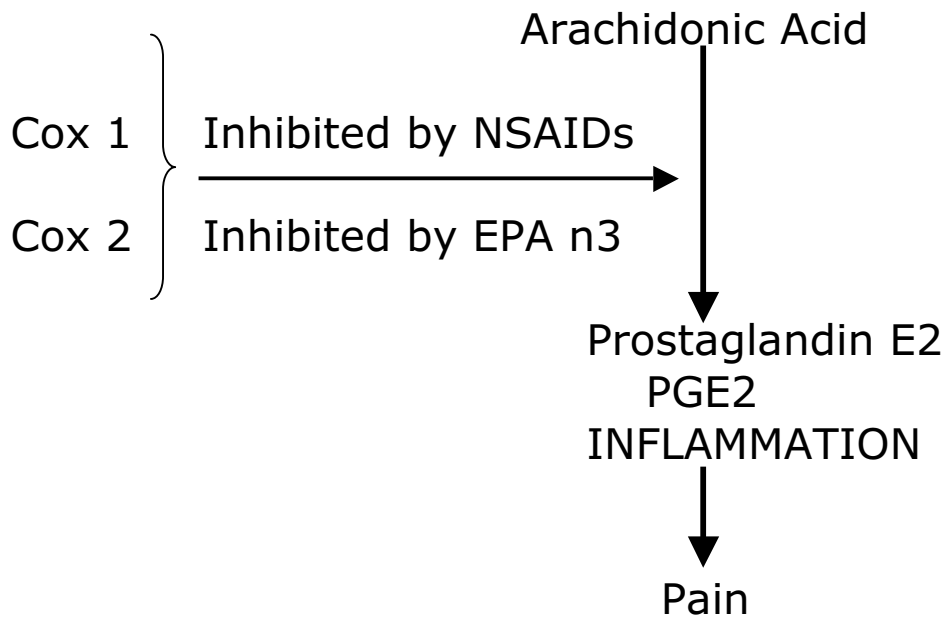 Arachidonic Acid
Cox 1
Inhibited by NSAIDs
Cox 2
Inhibited by EPA n3
Prostaglandin E2
PGE2
INFLAMMATION
Pain